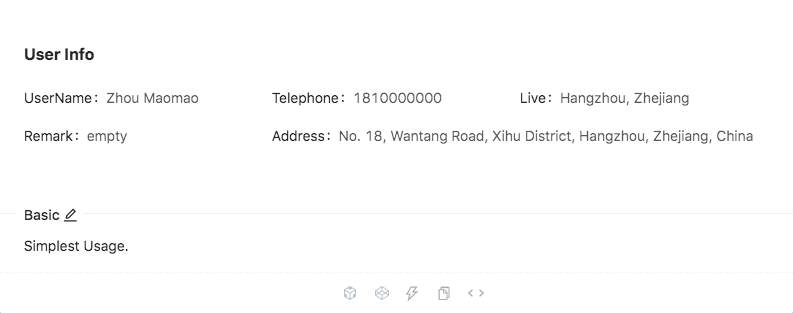 User Info
UserName: Zhou Maomao Telephone: 1810000000 Live: Hangzhou, Zhejiang
Remark: empty Address: No. 18, Wantang Road, Xihu District, Hangzhou, Zhejiang, China
Basic
Simplest Usage.